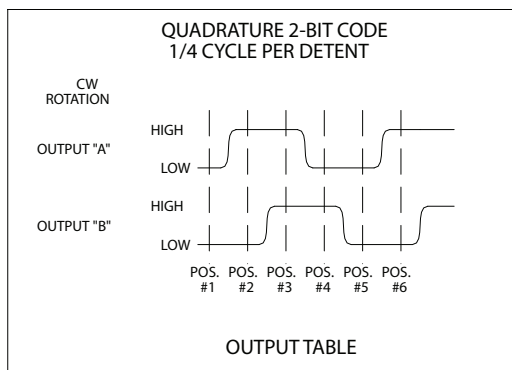 QUADRATURE 2-BIT CODE
1/4 CYCLE PER DETENT
CW
ROTATION
HIGH
OUTPUT "A"
LOW
HIGH
OUTPUT "B"
LOW
POS. POS. POS. POS. POS. POS.
#1 #2 #3 #4 #5 #6
OUTPUT TABLE